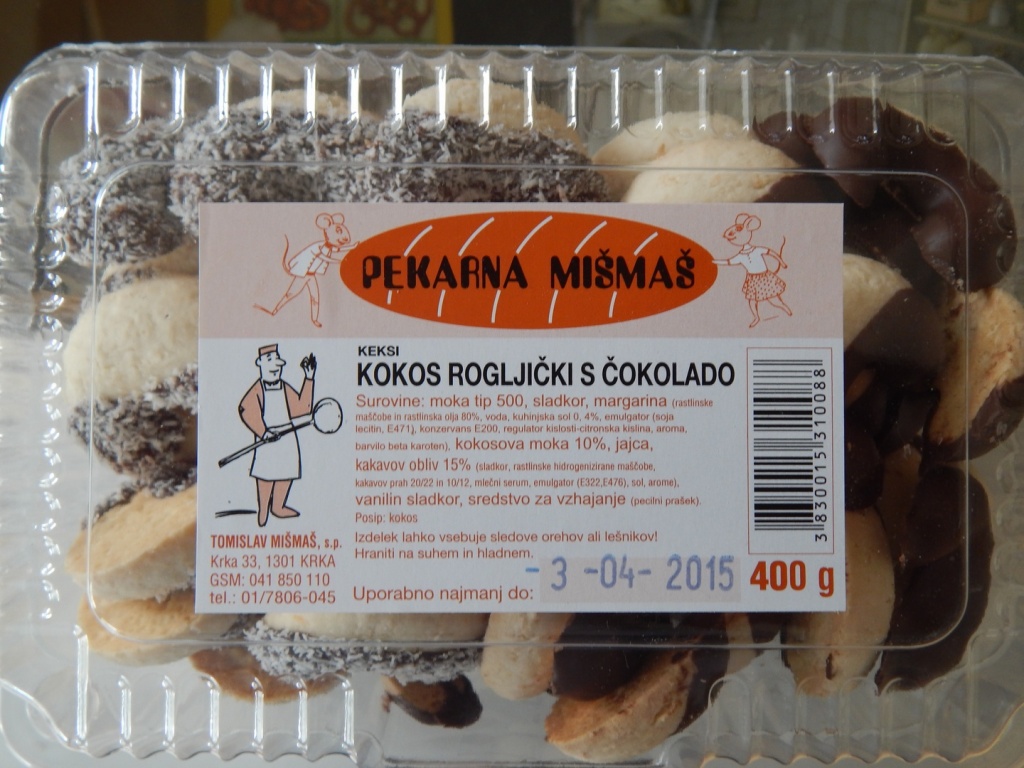 PEKARNA MIŠMAŠ
KEKSI
KOKOS ROGLJIČKI S ČOKOLADO
Surovine: moka tip 500, sladkor, margarina (rastlinske
maščobe in rastlinska olja 80%, voda, kuhinjska sol 0, 4%, emulgator (soja
lecitin, E471), konzervans E200, regulator kislosti-citronska kislina, aroma,
barvilo beta karoten), kokosova moka 10%, jajca,
kakavov obliv 15% (sladkor, rastlinske hidrogenizirane maščobe,
kakavov prah 20/22 in 10/12, mlečni serum, emulgator (E322,E476), sol, arome),
vanilin sladkor, sredstvo za vzhajanje (pecilni prašek).
Posip: kokos
Izdelek lahko vsebuje sledove orehov ali lešnikov!
Hraniti na suhem in hladnem.
Uporabno najmanj do: - 3 -04- 2015
400 g
TOMISLAV MIŠMAŠ, s.p.
Krka 33, 1301 KRKA
GSM: 041 850 110
tel.: 01/7806-045
3830015310088